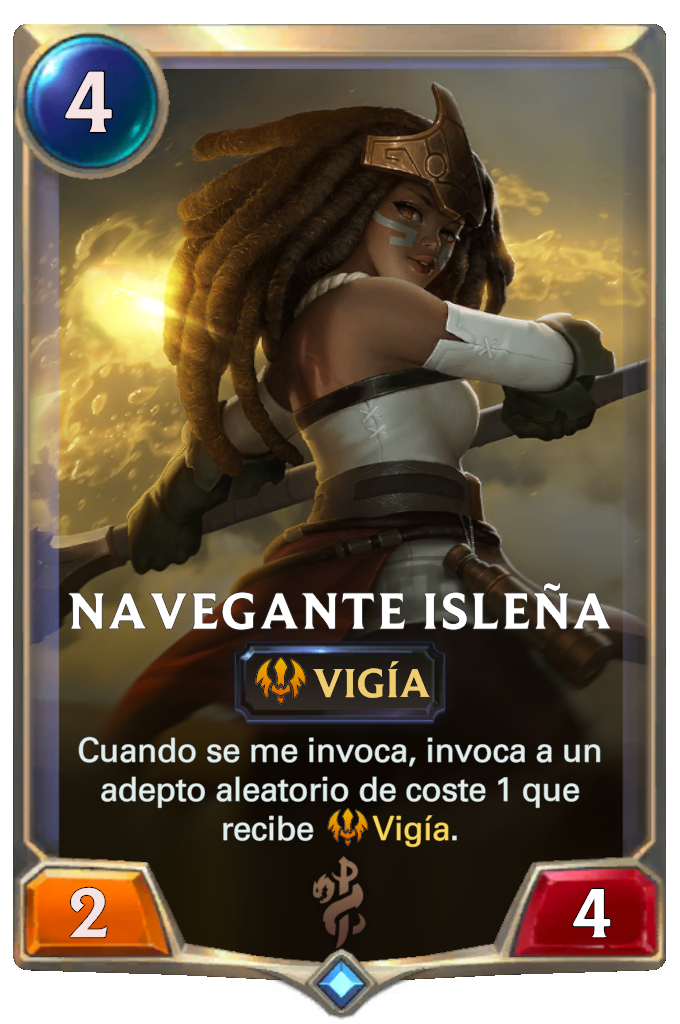 4
NAVEGANTE ISLEÑA
VIGÍA
Cuando se me invoca, invoca a un
adepto aleatorio de coste 1 que
recibe Vigía.
2
4